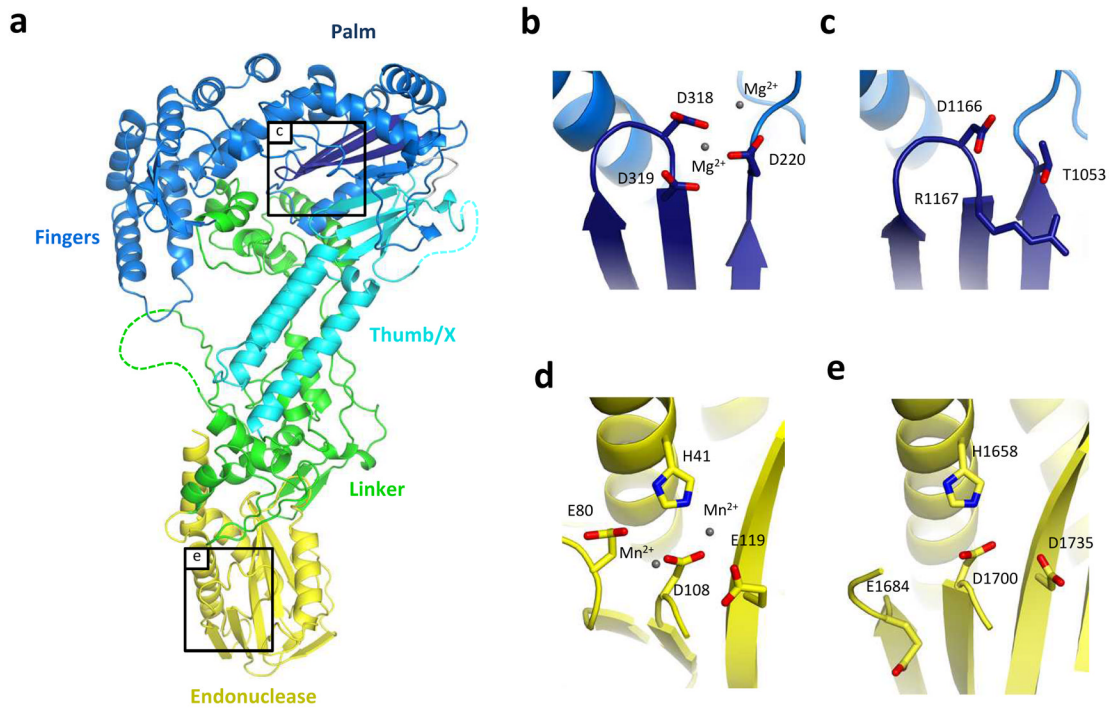 a
Palm
c
Fingers
Thumb/X
Linker
e
Endonuclease
b
D318
Mg2+
Mg2+
D220
D319
c
D1166
T1053
R1167
d
H41
E80
Mn2+
Mn2+
E119
D108
e
H1658
D1735
E1684
D1700